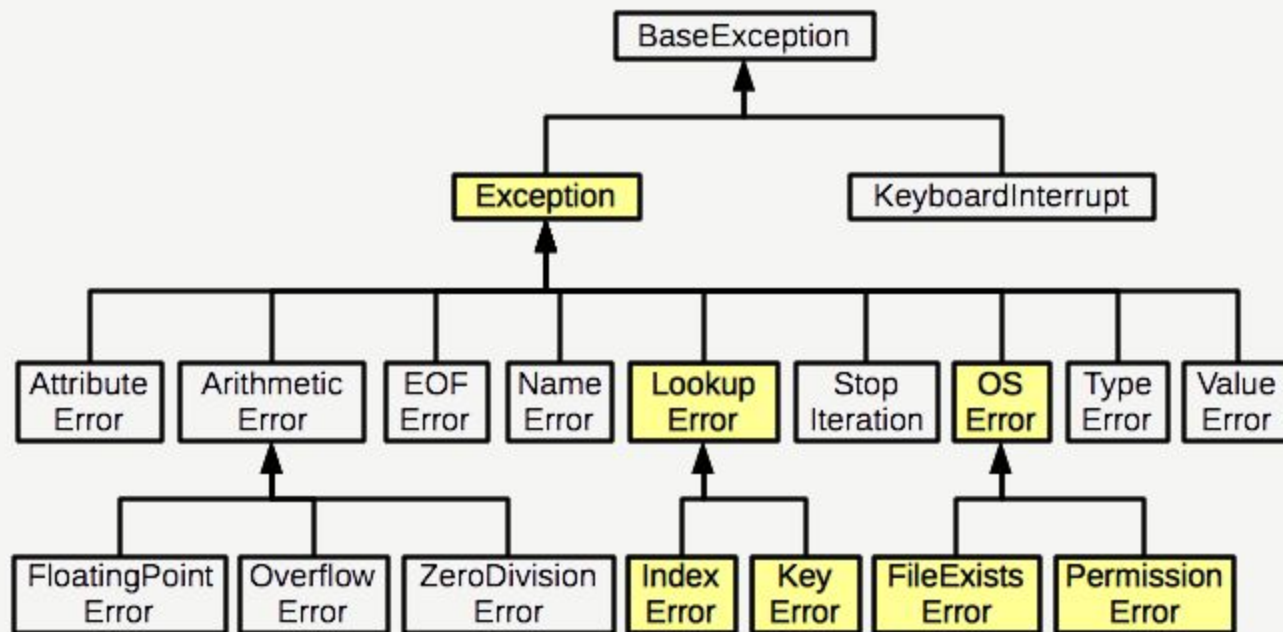 BaseException
Exception
KeyboardInterrupt
Attribute
Error
Arithmetic
Error
EOF
Error
Name
Error
Lookup
Error
Stop
Iteration
OS
Error
Type
Error
Value
Error
FloatingPoint
Error
Overflow
Error
ZeroDivision
Error
Index
Error
Key
Error
FileExists
Error
Permission
Error